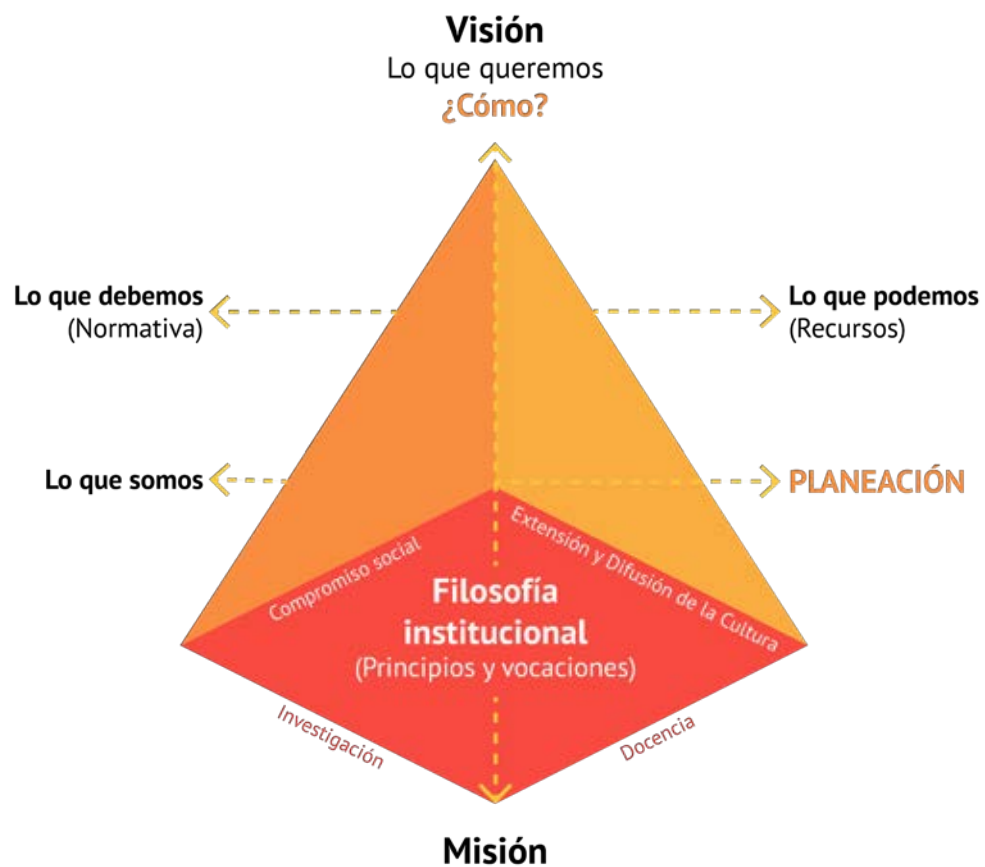 Visión
Lo que queremos
¿Cómo?
Lo que debemos
(Normativa)
Lo que podemos
(Recursos)
Lo que somos
PLANEACIÓN
Compromiso social
Extensión y Difusión de la Cultura
Filosofía
institucional
(Principios y vocaciones)
Investigación
Docencia
Misión